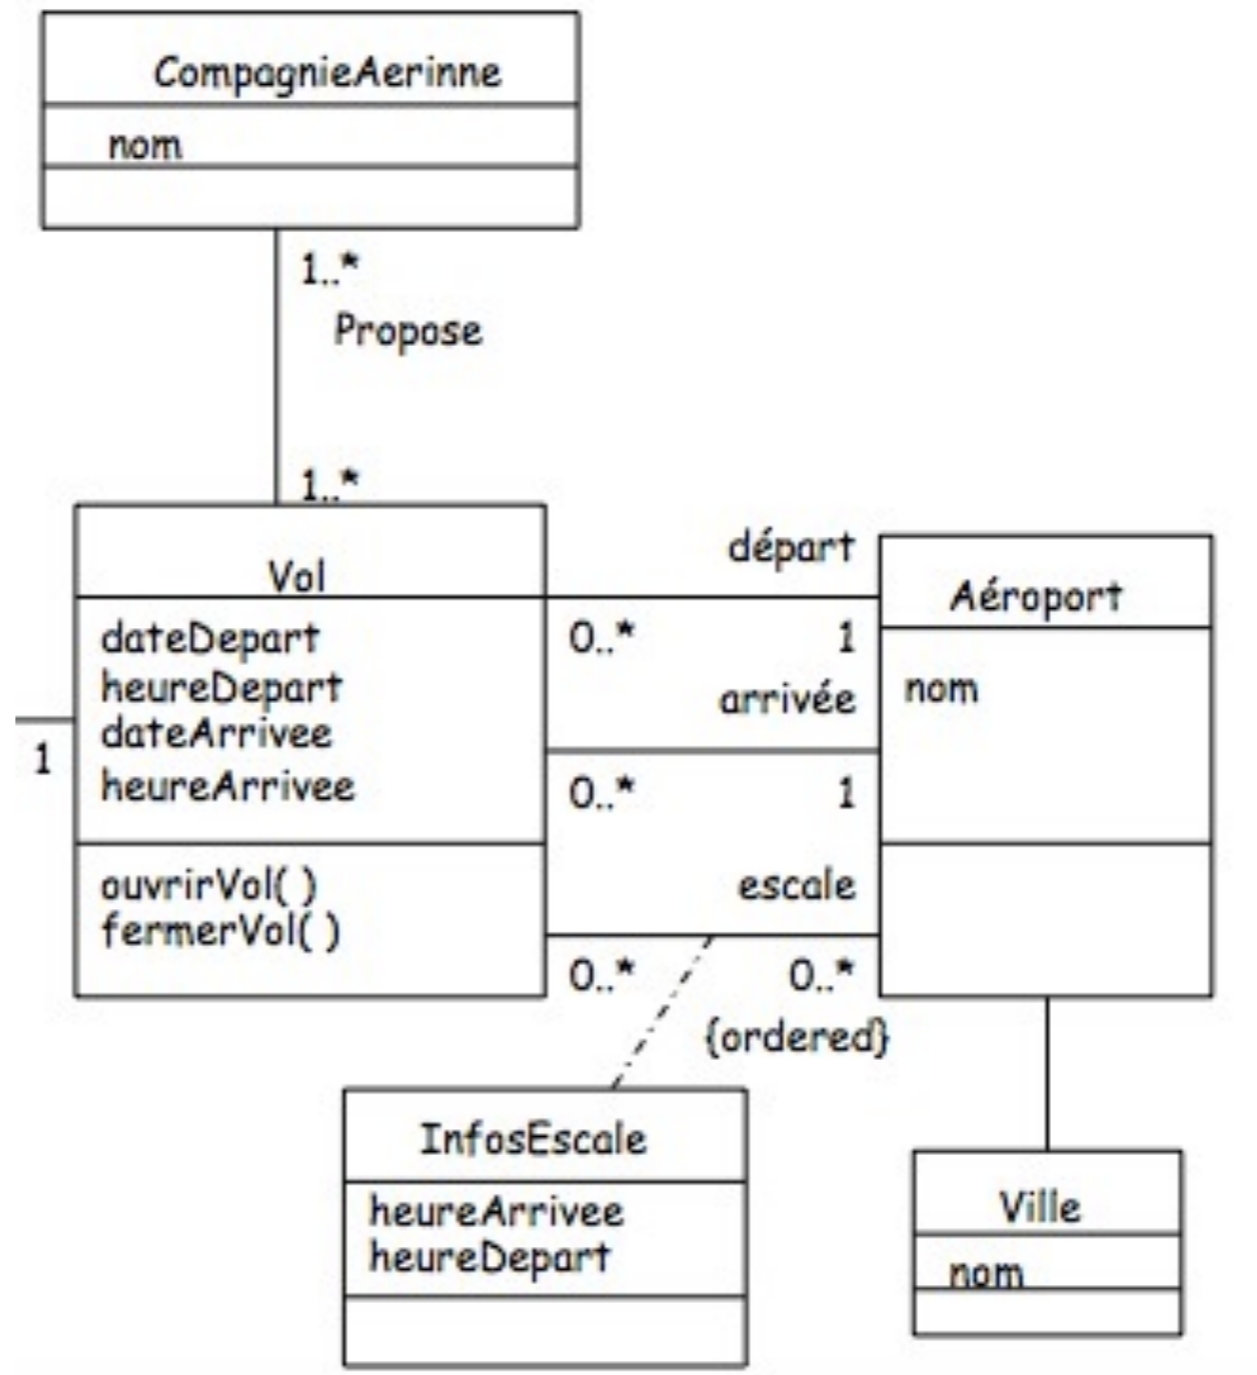 CompagnieAerinne
nom
1..*
Propose
1..*
Vol
dateDepart
heureDepart
dateArrivee
heureArrivee
ouvrirVol( )
fermerVol( )
1
départ
0..* 1
arrivée
0..* 1
escale
0..* 0..*
{ordered}
Aéroport
nom
InfosEscale
heureArrivee
heureDepart
Ville
nom